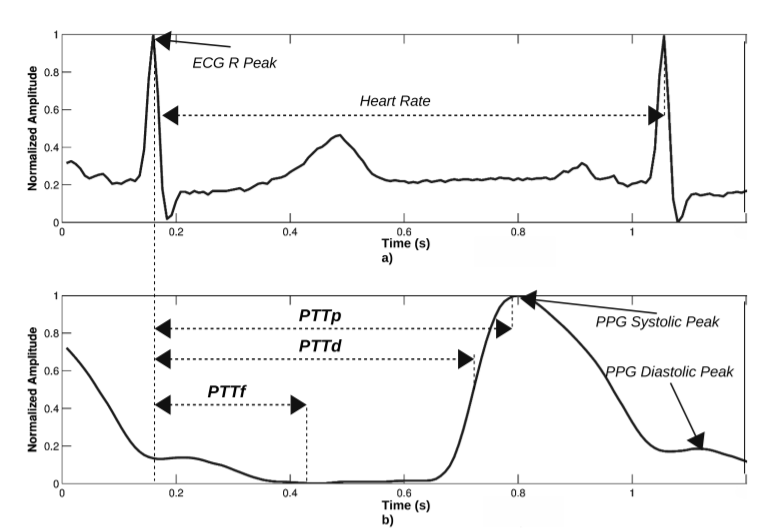 Normalized Amplitude
1
0.8
0.6
0.4
0.2
0
ECG R Peak
Heart Rate
0 0.2 0.4 0.6 0.8 1
Time (s)
a)
Normalized Amplitude
1
0.8
0.6
0.4
0.2
0
PTTp
PTTd
PTTf
PPG Systolic Peak
PPG Diastolic Peak
0 0.2 0.4 0.6 0.8 1
Time (s)
b)